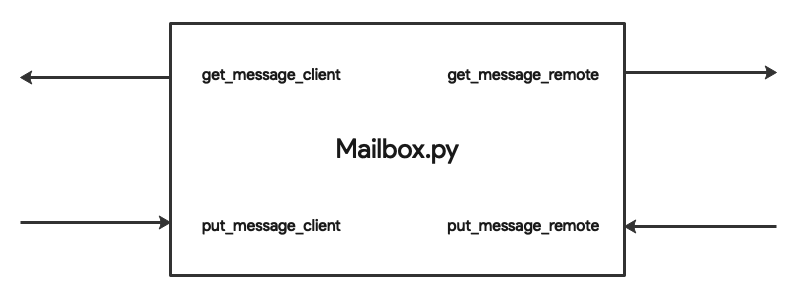 get_message_client
get_message_remote
Mailbox.py
put_message_client
put_message_remote